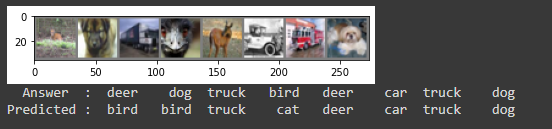 0
20
0 50 100 150 200 250
Answer : deer dog truck bird deer car truck dog
Predicted : bird bird truck cat deer car truck dog